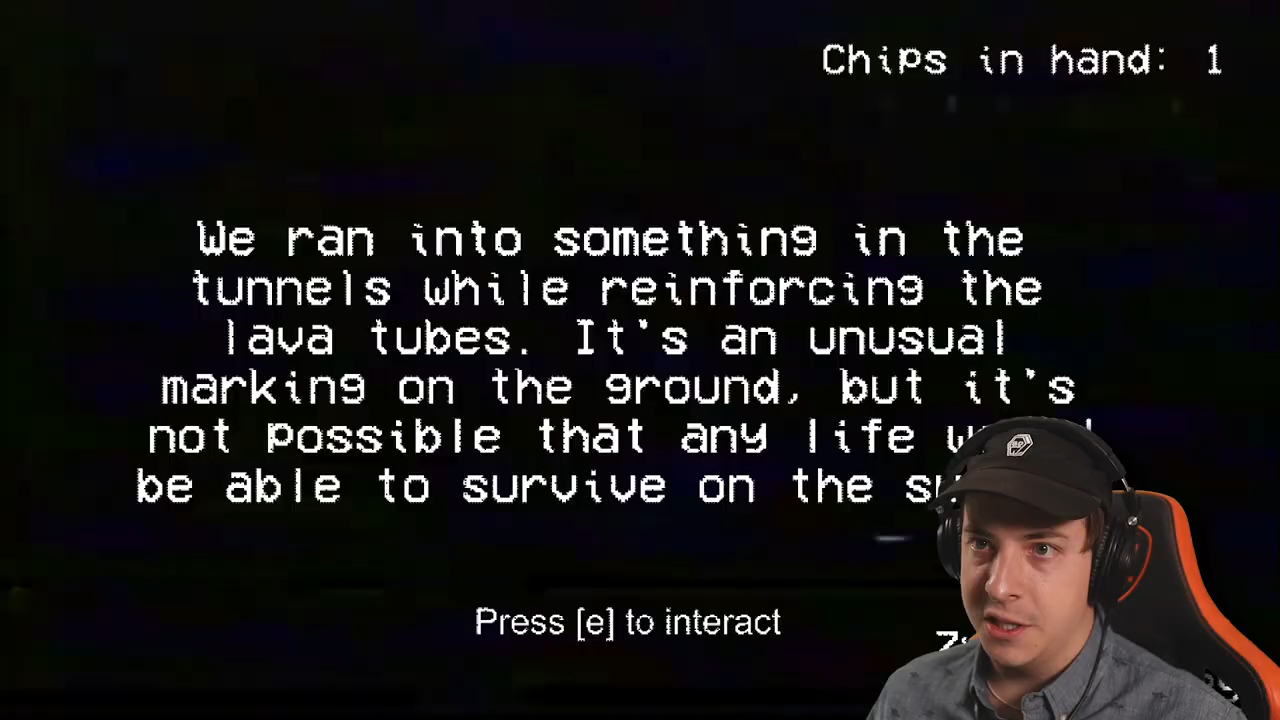 Chips in hand: 1
We ran into something in the
tunnels while reinforcing the
lava tubes. It's an unusual
marking on the ground, but it's
not possible that any life
be able to survive on the
Press [e] to interact